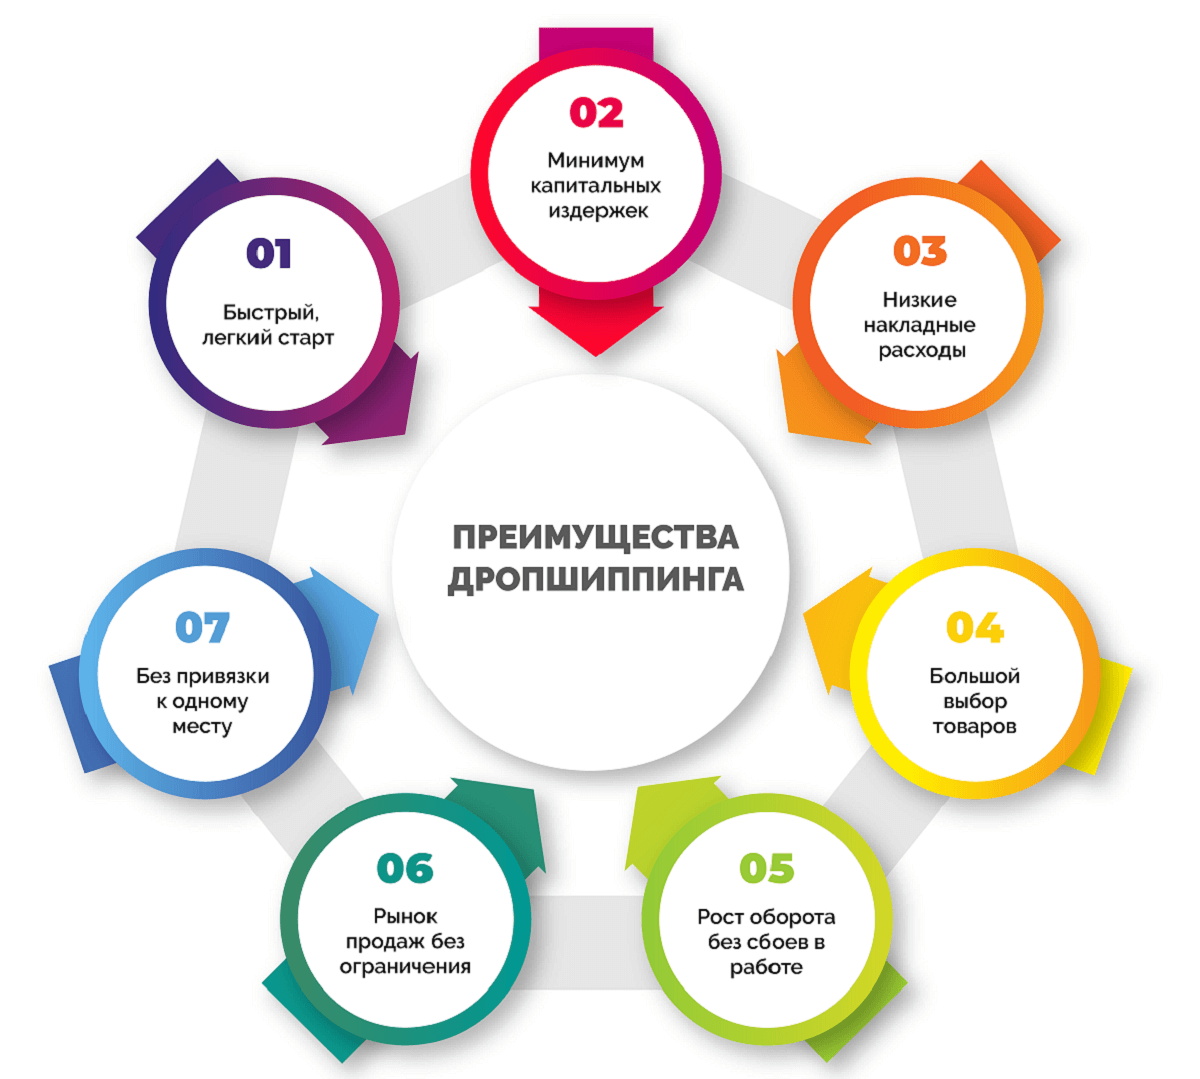 02
Минимум
капитальных
издержек
01
Быстрый,
легкий старт
03
Низкие
накладные
расходы
ПРЕИМУЩЕСТВА
ДРОПШИППИНГА
07
Без привязки
к одному
месту
04
Большой
выбор
товаров
06
Рынок
продаж без
ограничения
05
Рост оборота
без сбоев в
работе